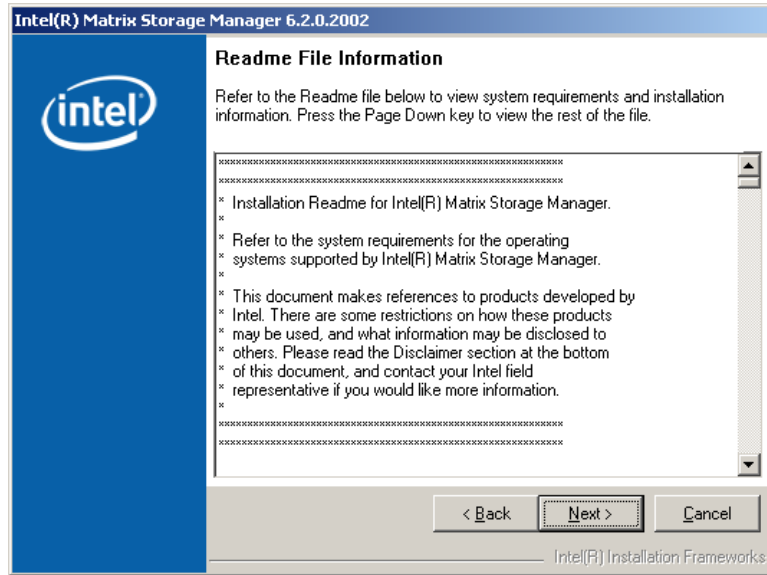 Intel(R) Matrix Storage Manager 6.2.0.2002
intel
Readme File Information
Refer to the Readme file below to view system requirements and installation
information. Press the Page Down key to view the rest of the file.
************************************************************
************************************************************
* Installation Readme for Intel(R) Matrix Storage Manager.
*
* Refer to the system requirements for the operating
* systems supported by Intel(R) Matrix Storage Manager.
*
* This document makes references to products developed by
* Intel. There are some restrictions on how these products
* may be used, and what information may be disclosed to
* others. Please read the Disclaimer section at the bottom
* of this document, and contact your Intel field
* representative if you would like more information.
*
************************************************************
************************************************************
< Back
Next >
Cancel
Intel(R) Installation Frameworks